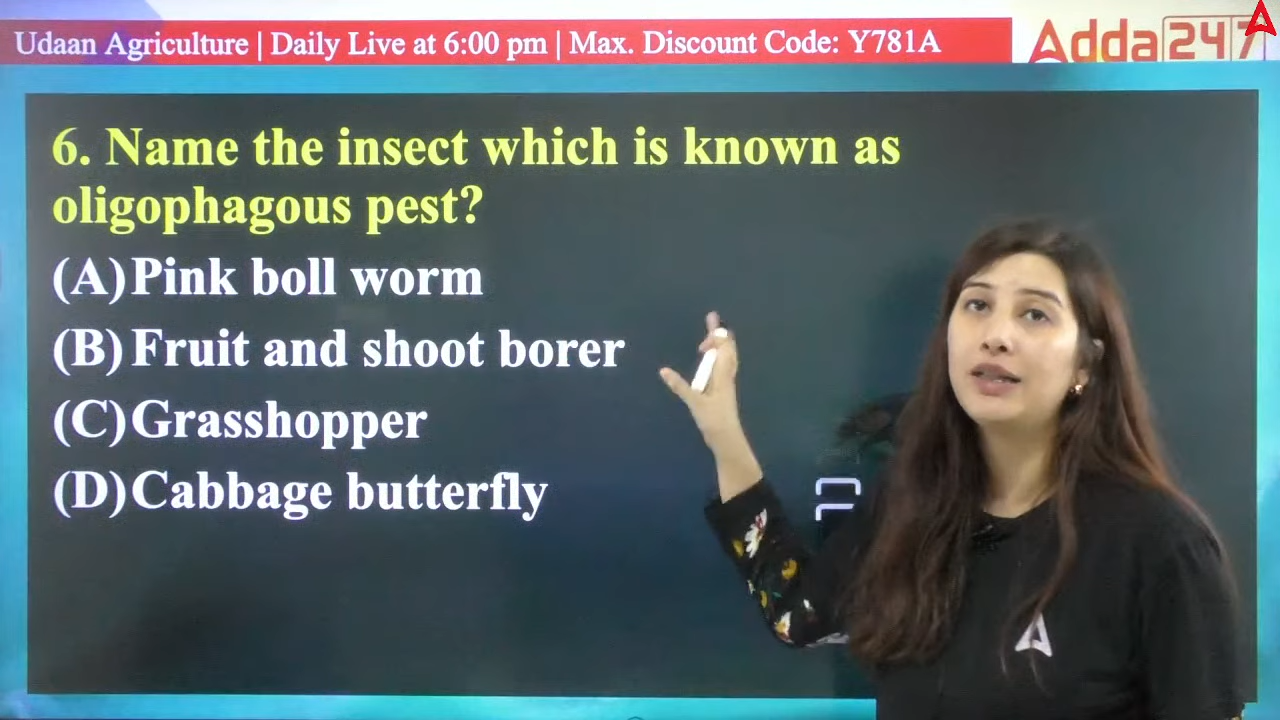 Udaan Agriculture | Daily Live at 6:00 pm | Max. Discount Code: Y781A
Adda247
6. Name the insect which is known as
oligophagous pest?
(A) Pink boll worm
(B) Fruit and shoot borer
(C) Grasshopper
(D) Cabbage butterfly